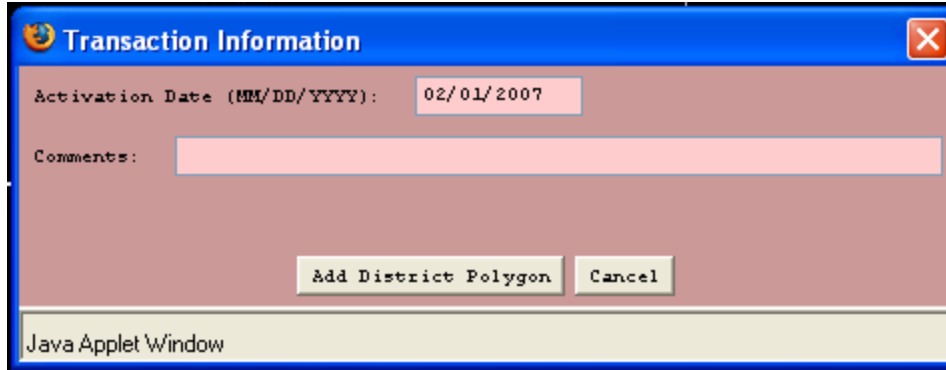 Transaction Information
Activation Date (MM/DD/YYYY): 02/01/2007
Comments:
Add District Polygon Cancel
Java Applet Window